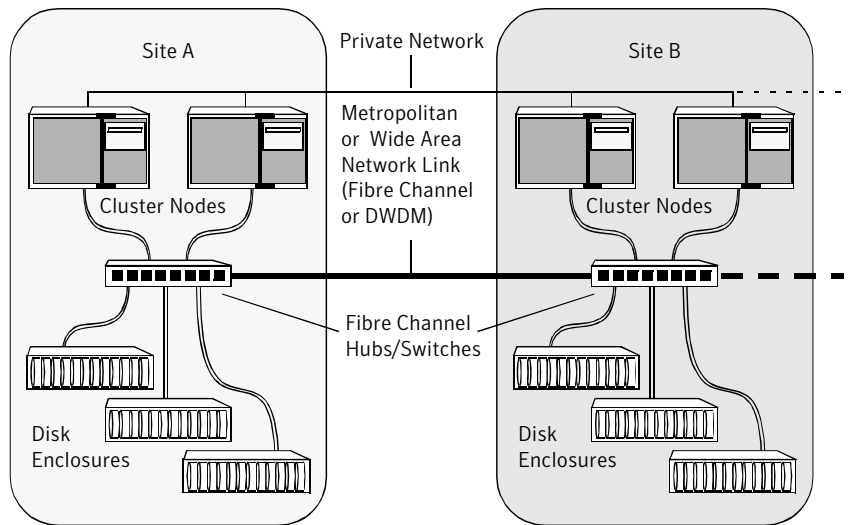 Site A
Private Network
Site B
Metropolitan
or Wide Area
Network Link
(Fibre Channel
or DWDM)
Cluster Nodes
Cluster Nodes
Fibre Channel
Hubs/Switches
Disk
Enclosures
Disk
Enclosures